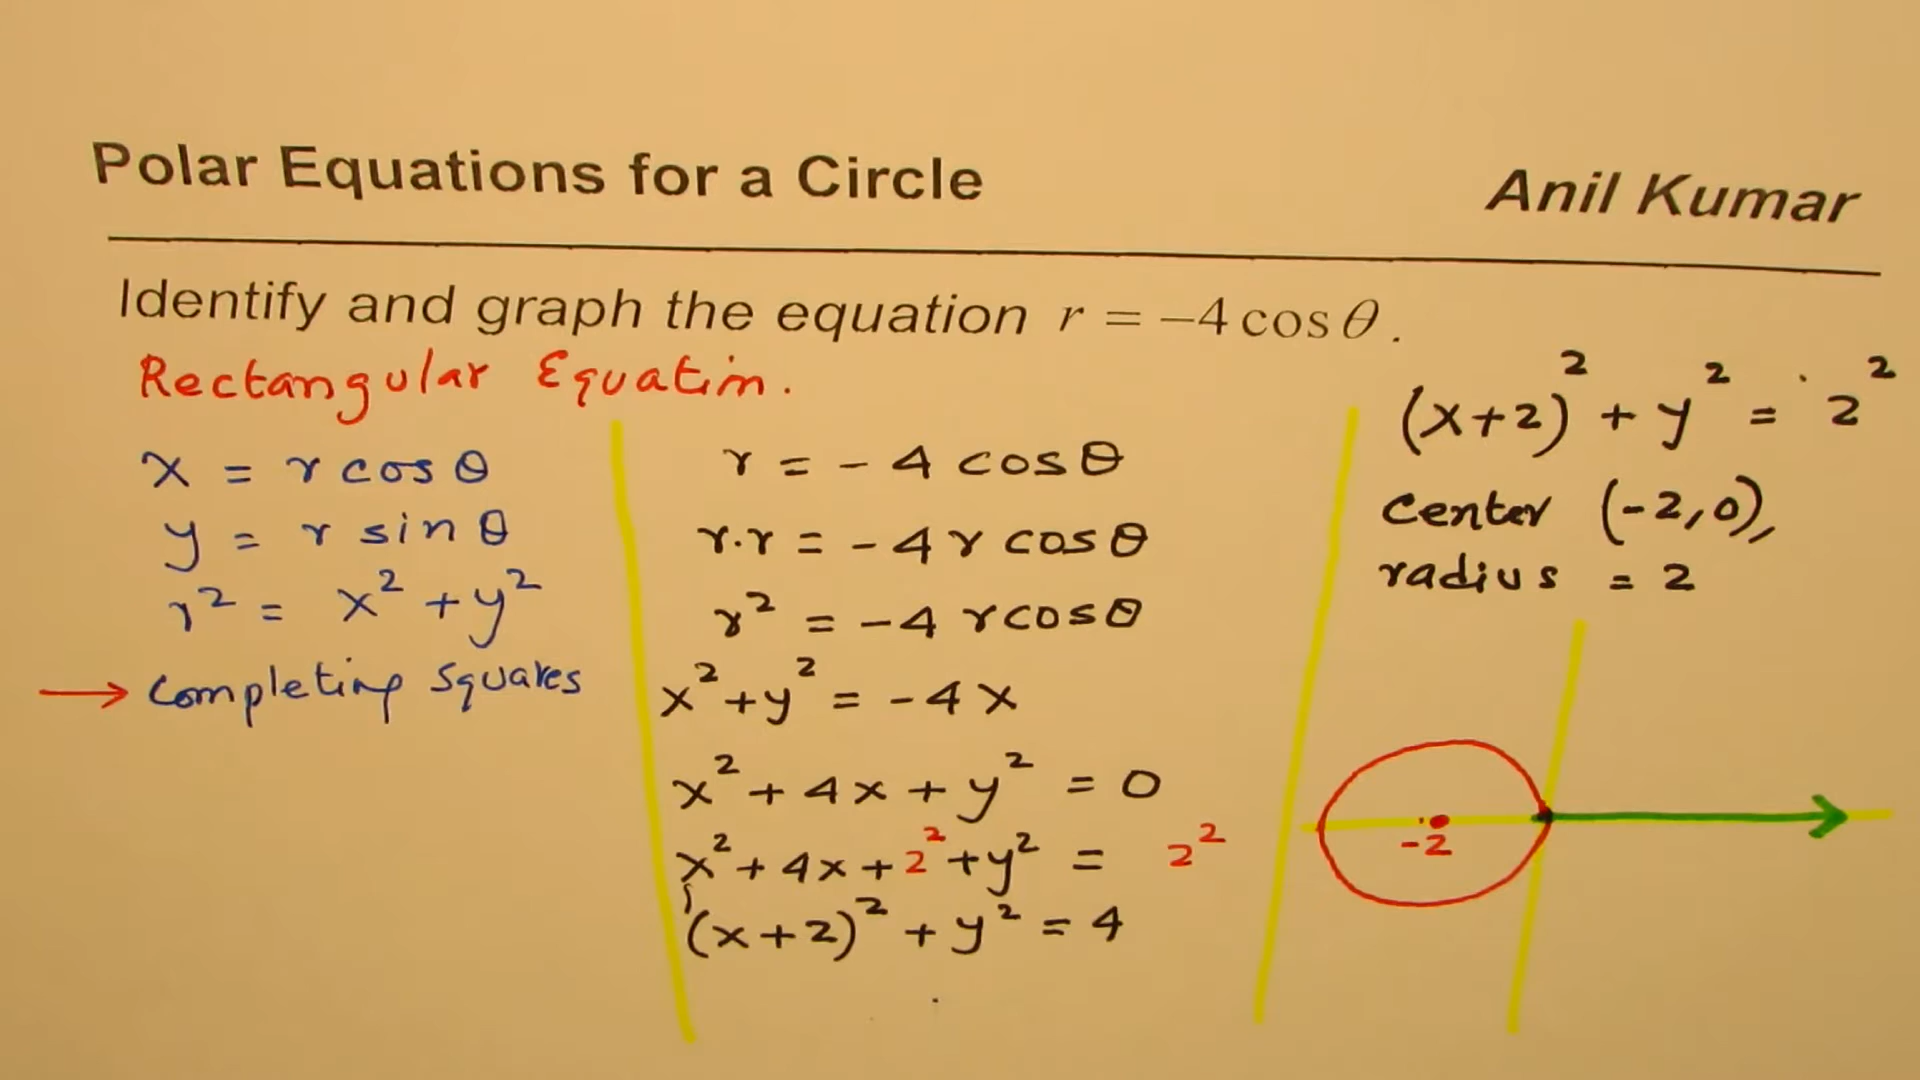 Polar Equations for a Circle
Anil Kumar
Identify and graph the equation r = −4 cos θ .
Rectangular Equatim.
x = r cos θ
y = r sin θ
r² = x² + y²
→ Completing squares
r = - 4 cos θ
r.r = - 4 r cos θ
r² = - 4 r cos θ
x² + y² = - 4 x
x² + 4x + y² = 0
x² + 4x + 2² + y² = 2²
(x+2)² + y² = 4
(x+2)² + y² = 2²
Center (-2,0),
radius = 2
-2